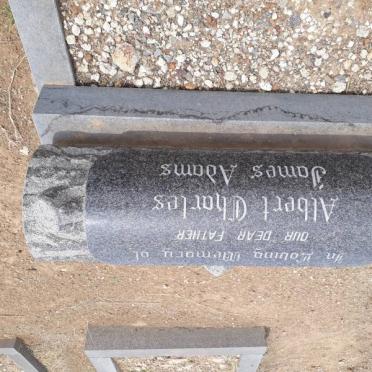 In Loving Memory of
OUR DEAR FATHER
Albert Charles
James Adams